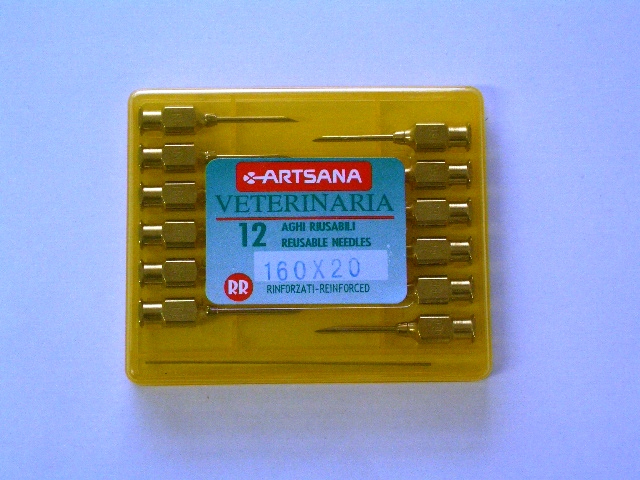 ARTSANA
VETERINARIA
12 AGHI RIUSABILI
REUSABLE NEEDLES
160X20
RR RINFORZATI-REINFORCED